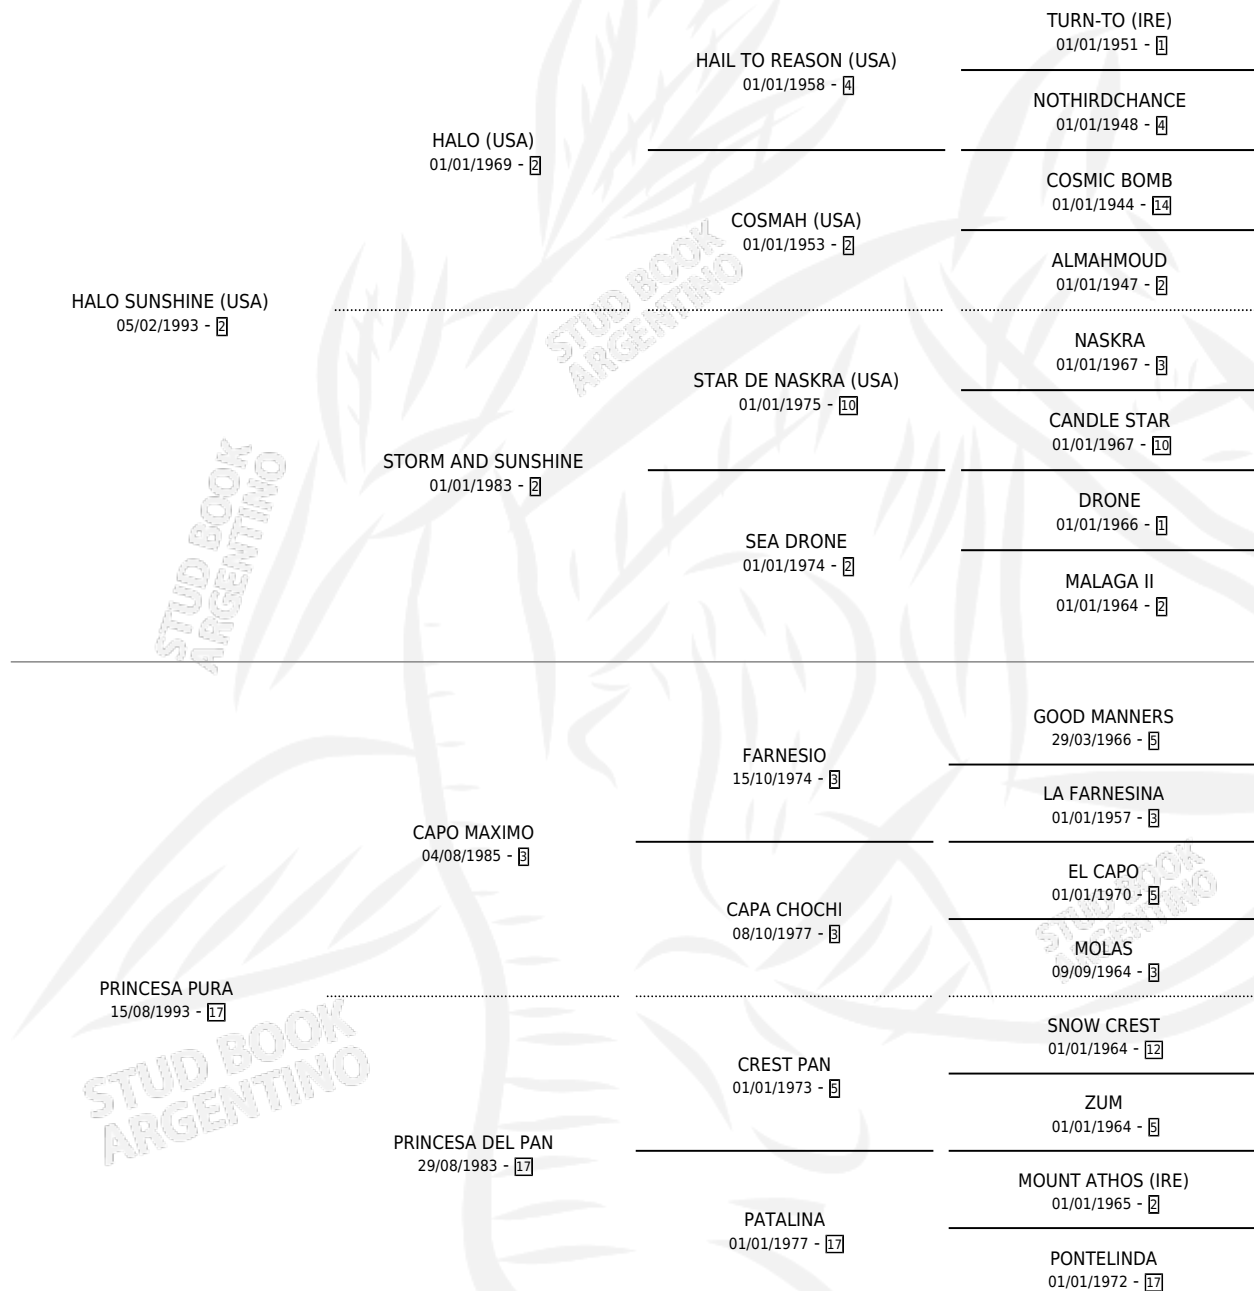 TURN-TO (IRE)
01/01/1951 - 1
HAIL TO REASON (USA)
01/01/1958 - 4
NOTHIRDCHANCE
01/01/1948 - 4
HALO (USA)
01/01/1969 - 2
COSMIC BOMB
01/01/1944 - 14
COSMAH (USA)
01/01/1953 - 2
ALMAHMOUD
01/01/1947 - 2
HALO SUNSHINE (USA)
05/02/1993 - 2
NASKRA
01/01/1967 - 3
STAR DE NASKRA (USA)
01/01/1975 - 10
CANDLE STAR
01/01/1967 - 10
STORM AND SUNSHINE
01/01/1983 - 2
DRONE
01/01/1966 - 1
SEA DRONE
01/01/1974 - 2
MALAGA II
01/01/1964 - 2
GOOD MANNERS
29/03/1966 - 5
FARNESIO
15/10/1974 - 3
LA FARNESINA
01/01/1957 - 3
CAPO MAXIMO
04/08/1985 - 3
EL CAPO
01/01/1970 - 5
CAPA CHOCHI
08/10/1977 - 3
MOLAS
09/09/1964 - 3
PRINCESA PURA
15/08/1993 - 17
SNOW CREST
01/01/1964 - 12
CREST PAN
01/01/1973 - 5
ZUM
01/01/1964 - 5
PRINCESA DEL PAN
29/08/1983 - 17
MOUNT ATHOS (IRE)
01/01/1965 - 2
PATALINA
01/01/1977 - 17
PONTELINDA
01/01/1972 - 17
STUD BOOK
ARGENTINO
STUD BOOK
ARGENTINO
STUD BOOK
ARGENTINO
STUD BOOK
ARGENTINO